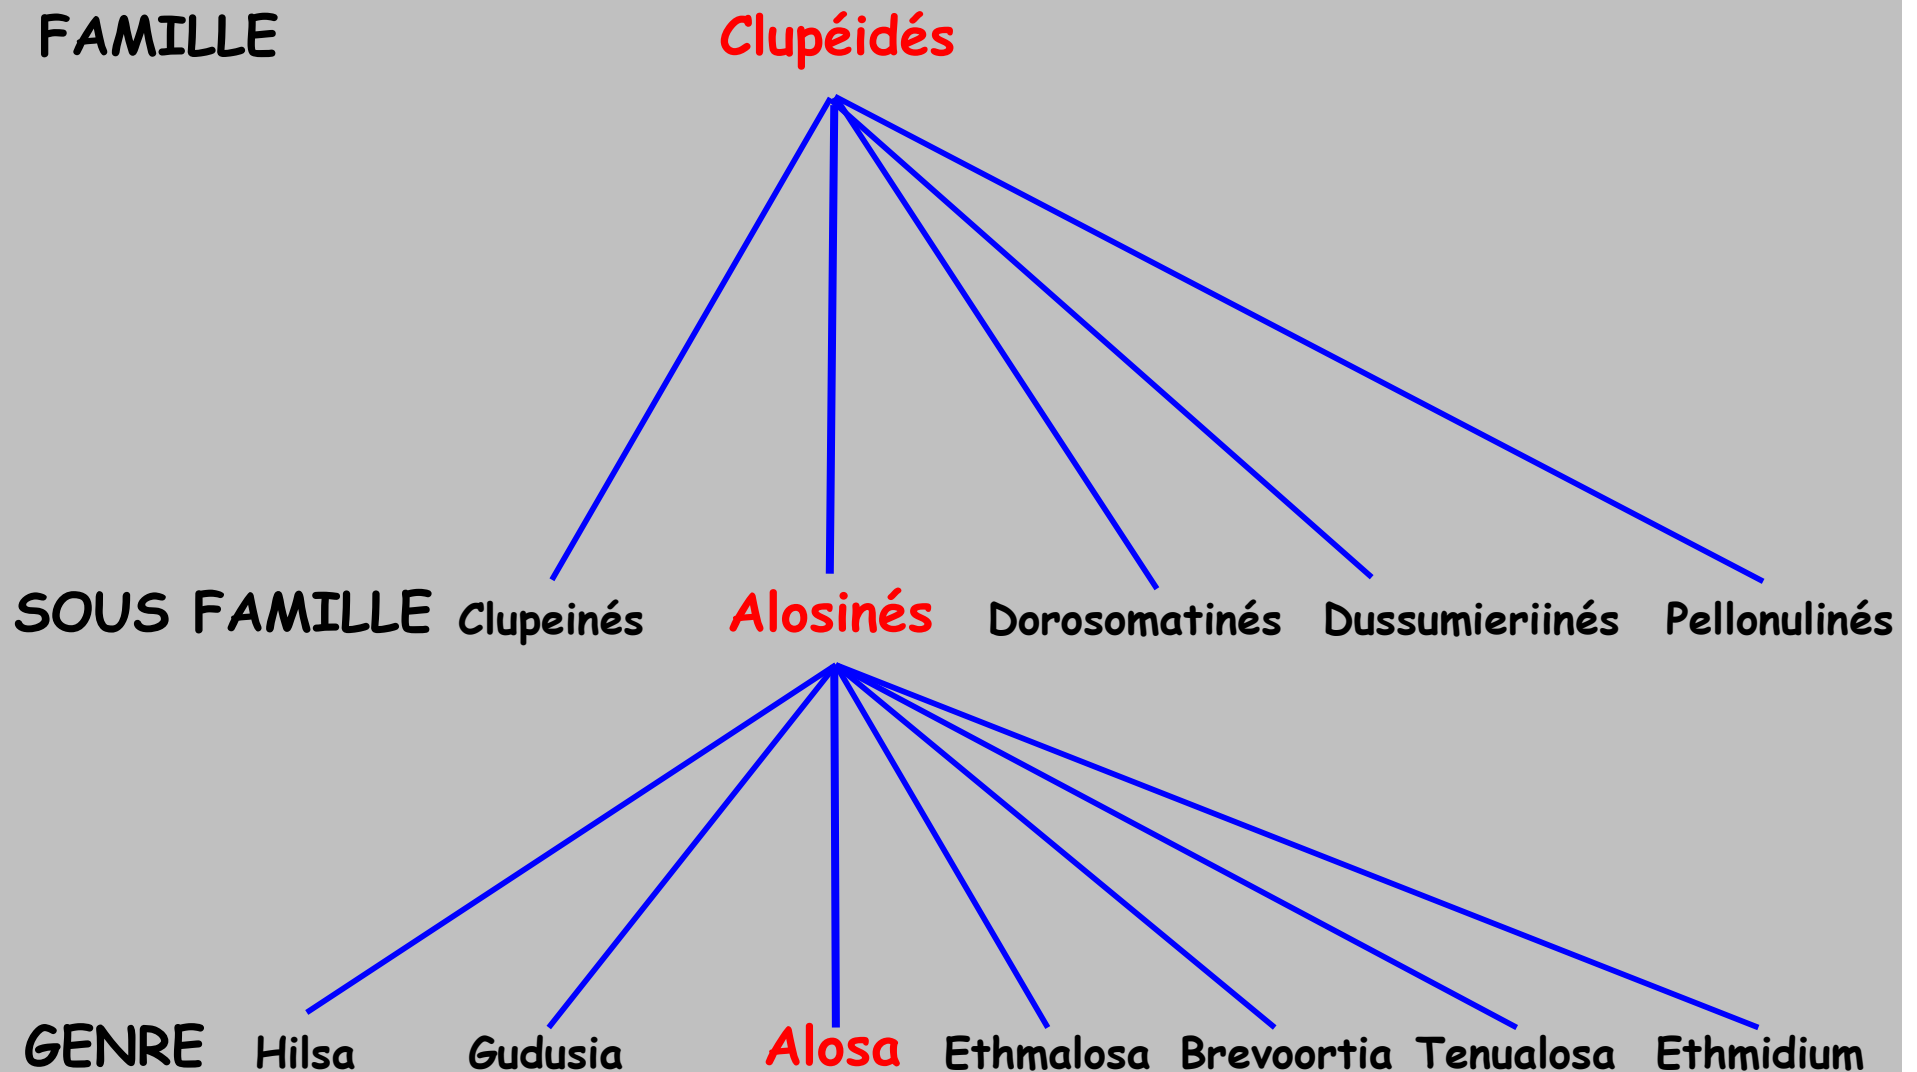 FAMILLE Clupéidés
SOUS FAMILLE Clupeinés Alosinés Dorosomatinés Dussumieriinés Pellonulinés
GENRE Hilsa Gudusia Alosa Ethmalosa Brevoortia Tenualosa Ethmidium